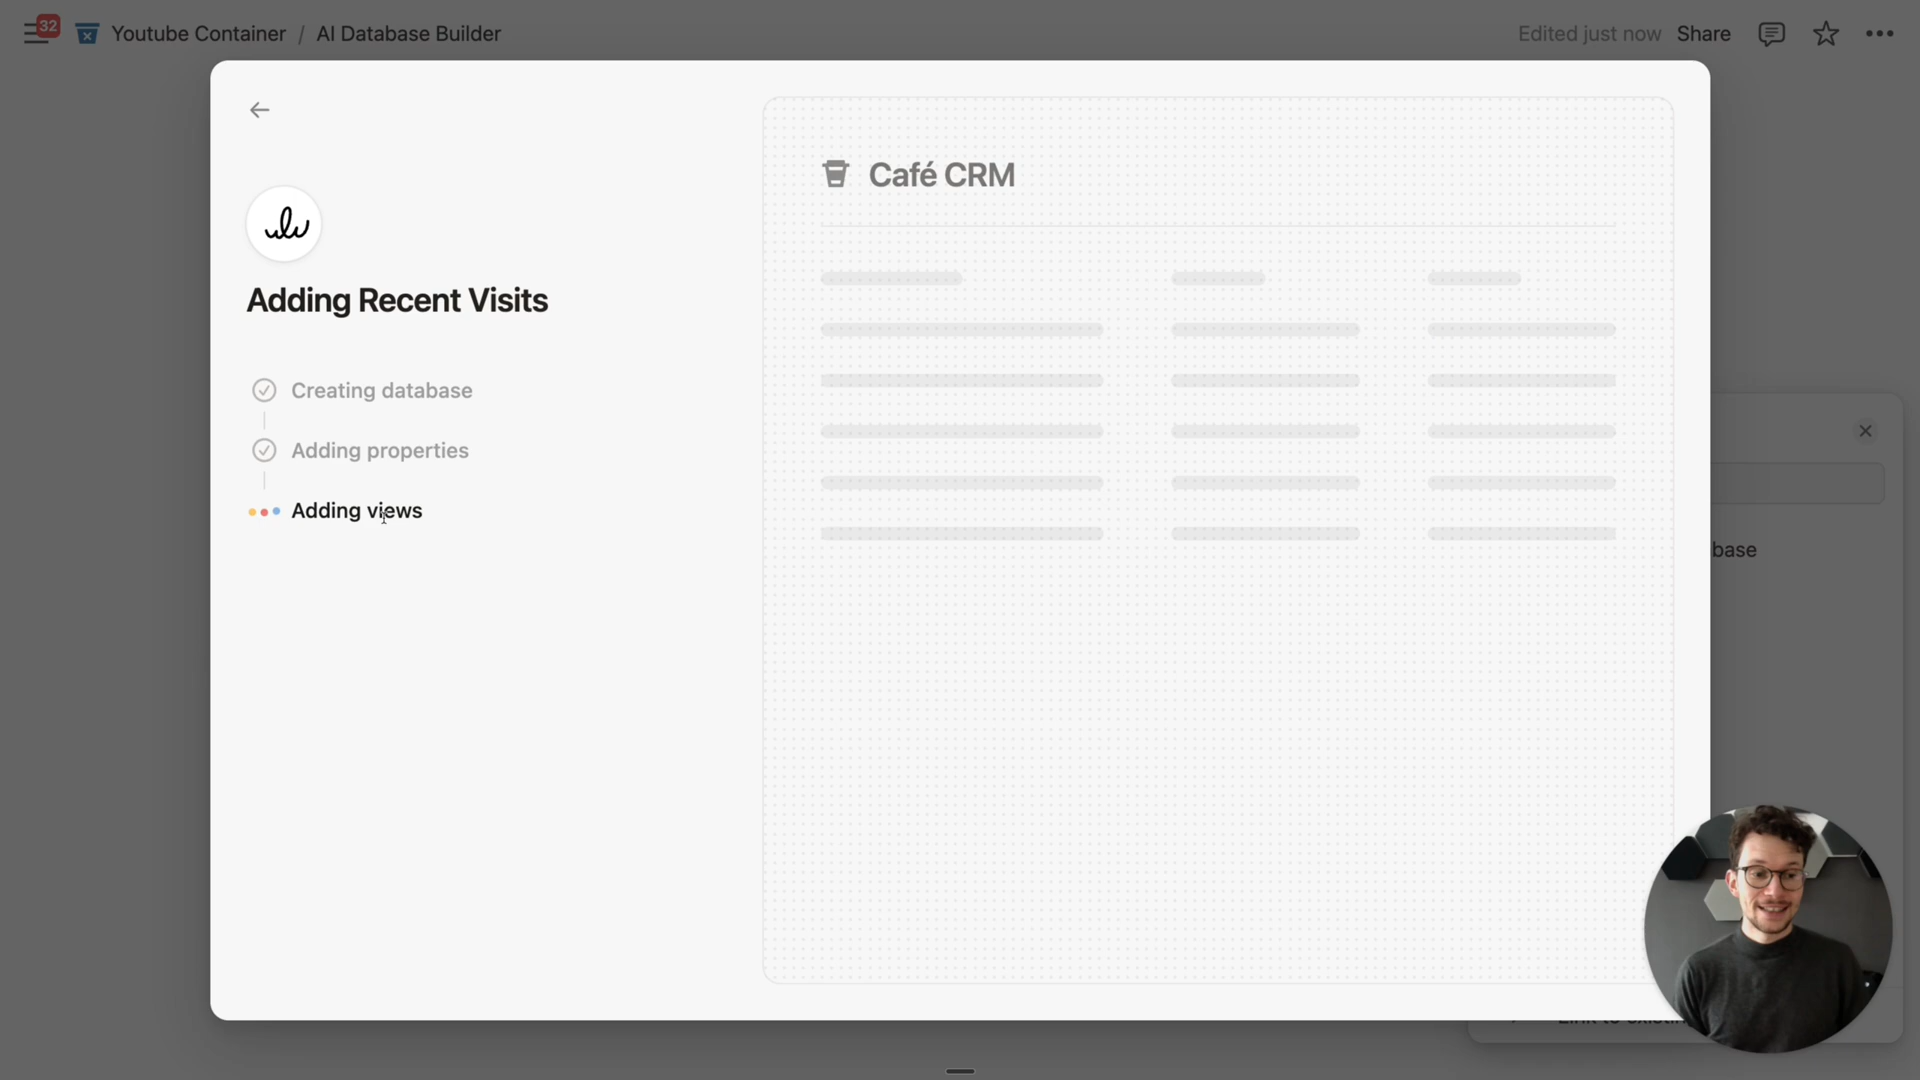 32
Youtube Container / AI Database Builder
Edited just now
Share
Adding Recent Visits
Creating database
Adding properties
Adding views
Café CRM
base